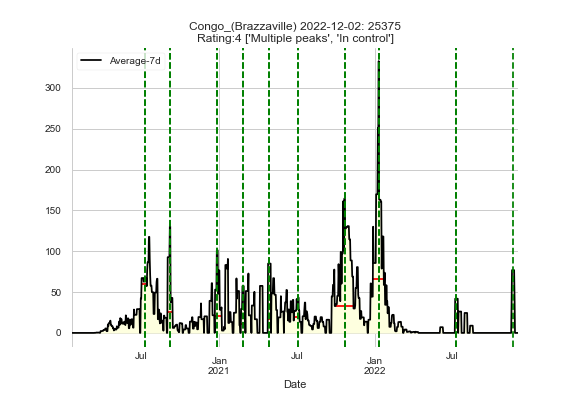 Congo_(Brazzaville) 2022-12-02: 25375
Rating:4 ['Multiple peaks', 'In control']
Average-7d
300
250
200
150
100
50
0
Jul
Jan
2021
Jul
Jan
2022
Jul
Date